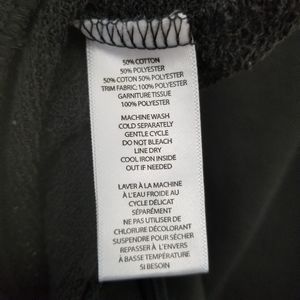 50% COTTON
50% POLYESTER
50% COTON 50% POLYESTER
TRIM FABRIC: 100% POLYESTER
GARNITURE TISSUE
100% POLYESTER
MACHINE WASH
COLD SEPARATELY
GENTLE CYCLE
DO NOT BLEACH
LINE DRY
COOL IRON INSIDE
OUT IF NEEDED
LAVER À LA MACHINE
À L'EAU FROIDE AU
CYCLE DÉLICAT
SÉPARÉMENT
NE PAS UTILISER DE
CHLORURE DÉCOLORANT
SUSPENDRE POUR SÉCHER
REPASSER À L'ENVERS
À BASSE TEMPÉRATURE
SI BESOIN